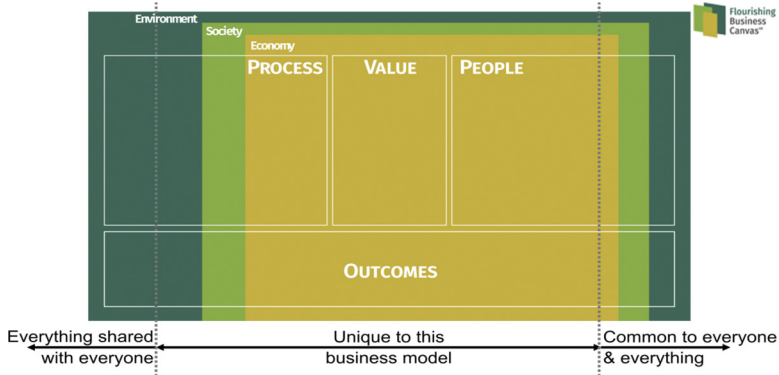 Environment
Society
Economy
PROCESS
VALUE
PEOPLE
OUTCOMES
Flourishing
Business
Canvas℠
Everything shared
with everyone
Unique to this
business model
Common to everyone
& everything